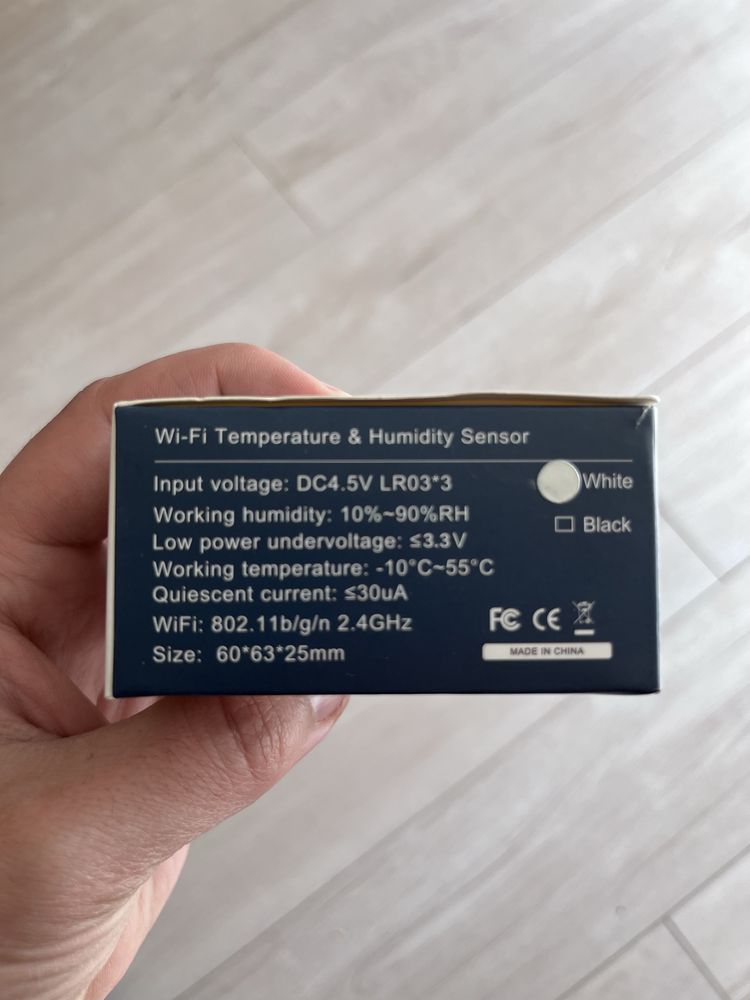 Wi-Fi Temperature & Humidity Sensor
Input voltage: DC4.5V LR03*3
White
Working humidity: 10%~90%RH
Black
Low power undervoltage: ≤3.3V
Working temperature: -10°C~55°C
Quiescent current: ≤30uA
WiFi: 802.11b/g/n 2.4GHz
FC CE
Size: 60*63*25mm
MADE IN CHINA